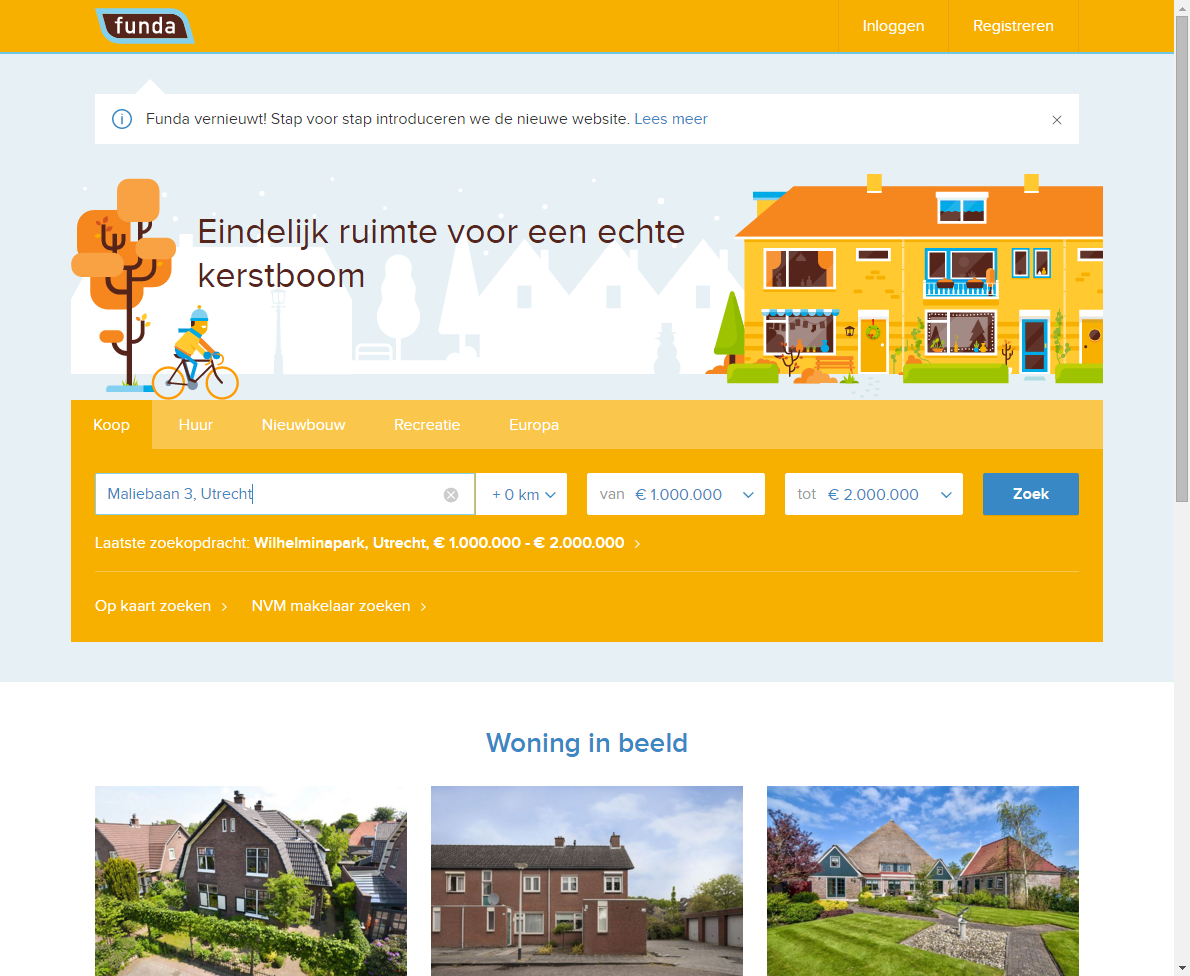 funda
Inloggen
Registreren
Funda vernieuwt! Stap voor stap introduceren we de nieuwe website. Lees meer
Eindelijk ruimte voor een echte
kerstboom
Koop
Huur
Nieuwbouw
Recreatie
Europa
Maliebaan 3, Utrecht
+ 0 km
van € 1.000.000
tot € 2.000.000
Zoek
Laatste zoekopdracht: Wilhelminapark, Utrecht, € 1.000.000 - € 2.000.000
Op kaart zoeken
NVM makelaar zoeken
Woning in beeld